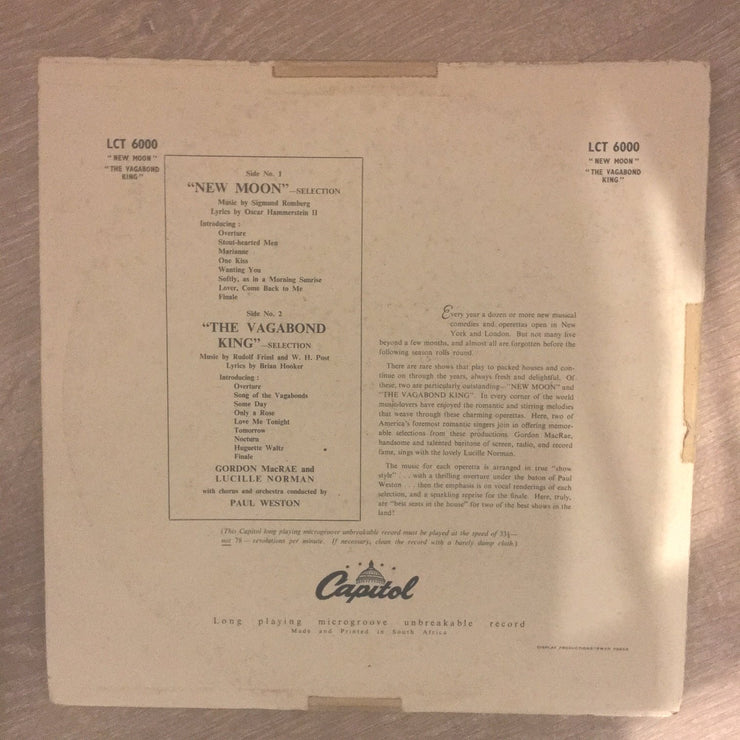 LCT 6000
"NEW MOON"
"THE VAGABOND
KING"
LCT 6000
"NEW MOON"
"THE VAGABOND
KING"
Side No. 1
"NEW MOON"—SELECTION
Music by Sigmund Romberg
Lyrics by Oscar Hammerstein II
Introducing :
Overture
Stout-hearted Men
Marianne
One Kiss
Wanting You
Softly, as in a Morning Sunrise
Lover, Come Back to Me
Finale
Side No. 2
"THE VAGABOND
KING"—SELECTION
Music by Rudolf Friml and W. H. Post
Lyrics by Brian Hooker
Introducing :
Overture
Song of the Vagabonds
Some Day
Only a Rose
Love Me Tonight
Tomorrow
Nocturn
Huguette Waltz
Finale
GORDON MacRAE and
LUCILLE NORMAN
with chorus and orchestra conducted by
PAUL WESTON
Every year a dozen or more new musical
comedies and operettas open in New
York and London. But not many live
beyond a few months, and almost all are forgotten before the
following season rolls round.
There are rare shows that play to packed houses and con-
tinue on through the years, always fresh and delightful. Of
these, two are particularly outstanding—"NEW MOON" and
"THE VAGABOND KING". In every corner of the world
music-lovers have enjoyed the romantic and stirring melodies
that weave through these charming operettas. Here, two of
America's foremost romantic singers join in offering memor-
able selections from these productions. Gordon MacRae,
handsome and talented baritone of screen, radio, and record
fame, sings with the lovely Lucille Norman.
The music for each operetta is arranged in true "show
style" . . . with a thrilling overture under the baton of Paul
Weston . . . then the emphasis is on vocal renderings of each
selection, and a sparkling reprise for the finale. Here, truly,
are "best seats in the house" for two of the best shows in the
land!
(This Capitol long playing microgroove unbreakable record must be played at the speed of 33⅓—
not 78— revolutions per minute. If necessary, clean the record with a barely damp cloth)
Capitol
Long playing microgroove unbreakable record
Made and Printed in South Africa
DISPLAY PRODUCTIONS